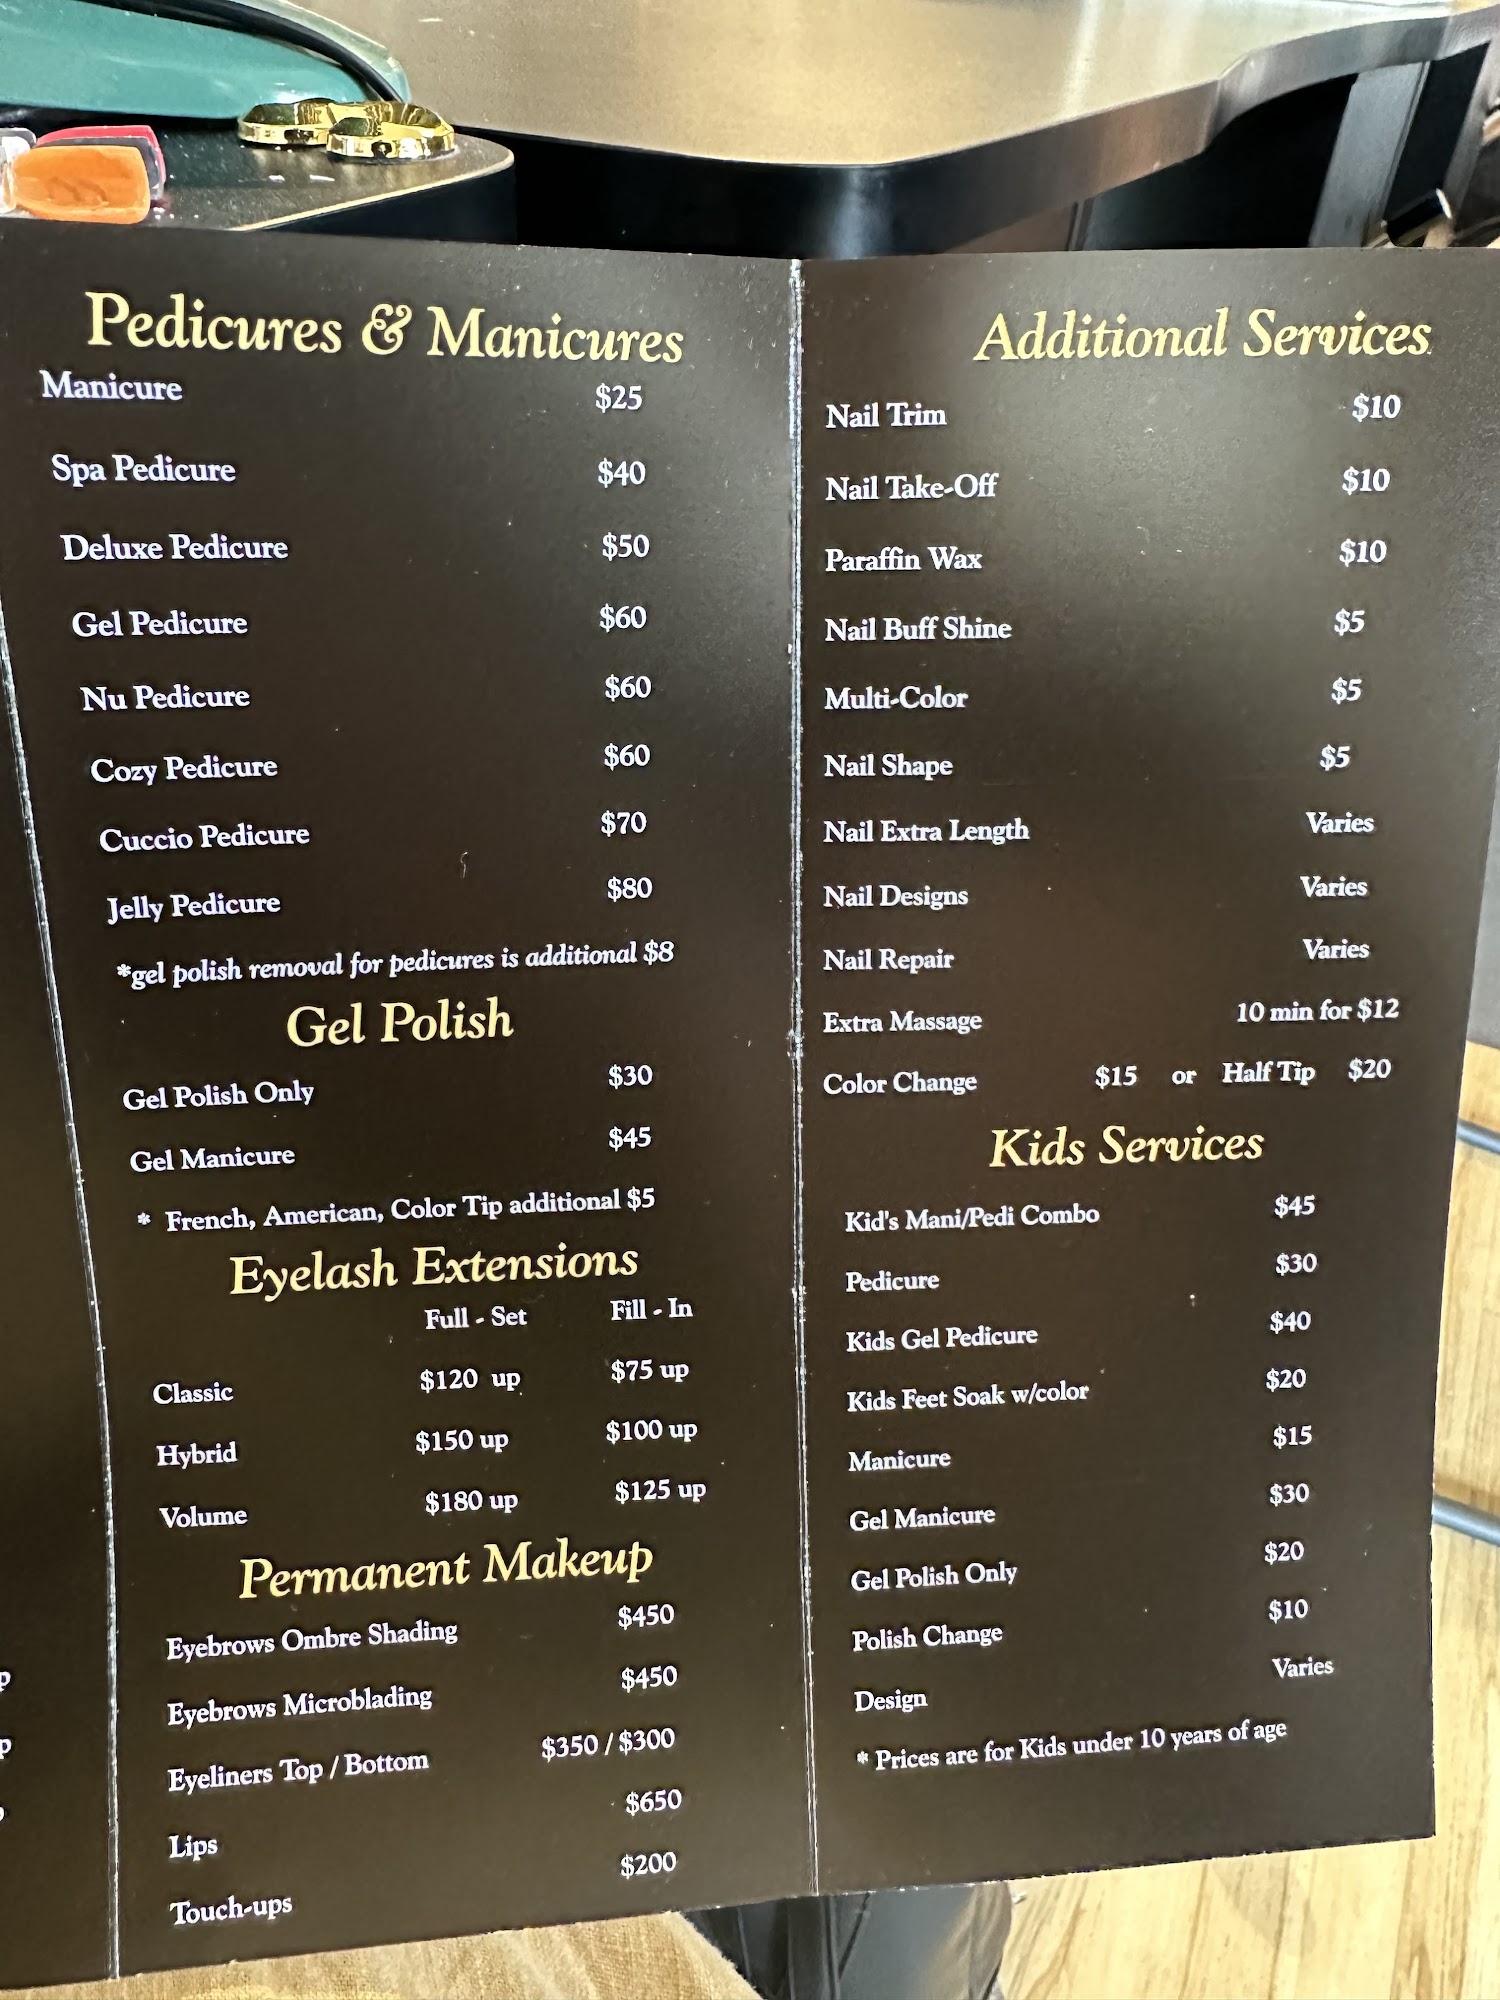 Pedicures & Manicures
Manicure $25
Spa Pedicure $40
Deluxe Pedicure $50
Gel Pedicure $60
Nu Pedicure $60
Cozy Pedicure $60
Cuccio Pedicure $70
Jelly Pedicure $80
*gel polish removal for pedicures is additional $8
Gel Polish
Gel Polish Only $30
Gel Manicure $45
* French, American, Color Tip additional $5
Eyelash Extensions
Full - Set Fill - In
Classic $120 up $75 up
Hybrid $150 up $100 up
Volume $180 up $125 up
Permanent Makeup
Eyebrows Ombre Shading $450
Eyebrows Microblading $450
Eyeliners Top / Bottom $350 / $300
Lips $650
Touch-ups $200
Additional Services
Nail Trim $10
Nail Take-Off $10
Paraffin Wax $10
Nail Buff Shine $5
Multi-Color $5
Nail Shape $5
Nail Extra Length Varies
Nail Designs Varies
Nail Repair Varies
Extra Massage 10 min for $12
Color Change $15 or Half Tip $20
Kids Services
Kid's Mani/Pedi Combo $45
Pedicure $30
Kids Gel Pedicure $40
Kids Feet Soak w/color $20
Manicure $15
Gel Manicure $30
Gel Polish Only $20
Polish Change $10
Design Varies
* Prices are for Kids under 10 years of age